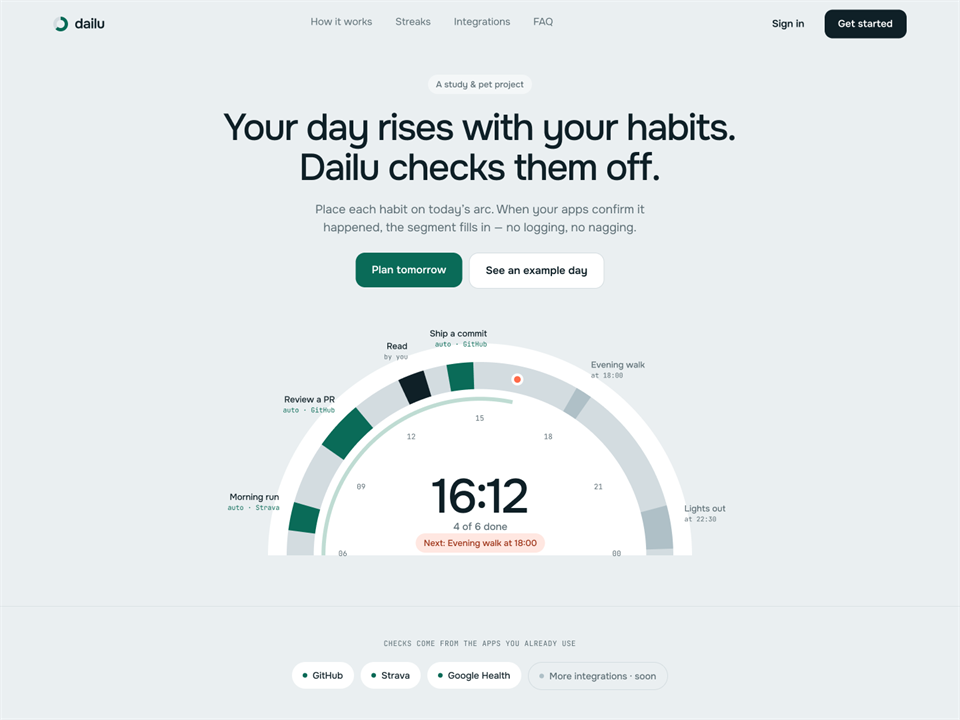 dailu
How it works
Streaks
Integrations
FAQ
Sign in
Get started
A study & pet project
Your day rises with your habits.
Dailu checks them off.
Place each habit on today's arc. When your apps confirm it
happened, the segment fills in — no logging, no nagging.
Plan tomorrow
See an example day
Ship a commit
auto · GitHub
Read
by you
Evening walk
at 18:00
Review a PR
auto · GitHub
15
12
18
09
21
Morning run
auto · Strava
16:12
Lights out
at 22:30
4 of 6 done
Next: Evening walk at 18:00
06
00
CHECKS COME FROM THE APPS YOU ALREADY USE
GitHub
Strava
Google Health
More integrations · soon